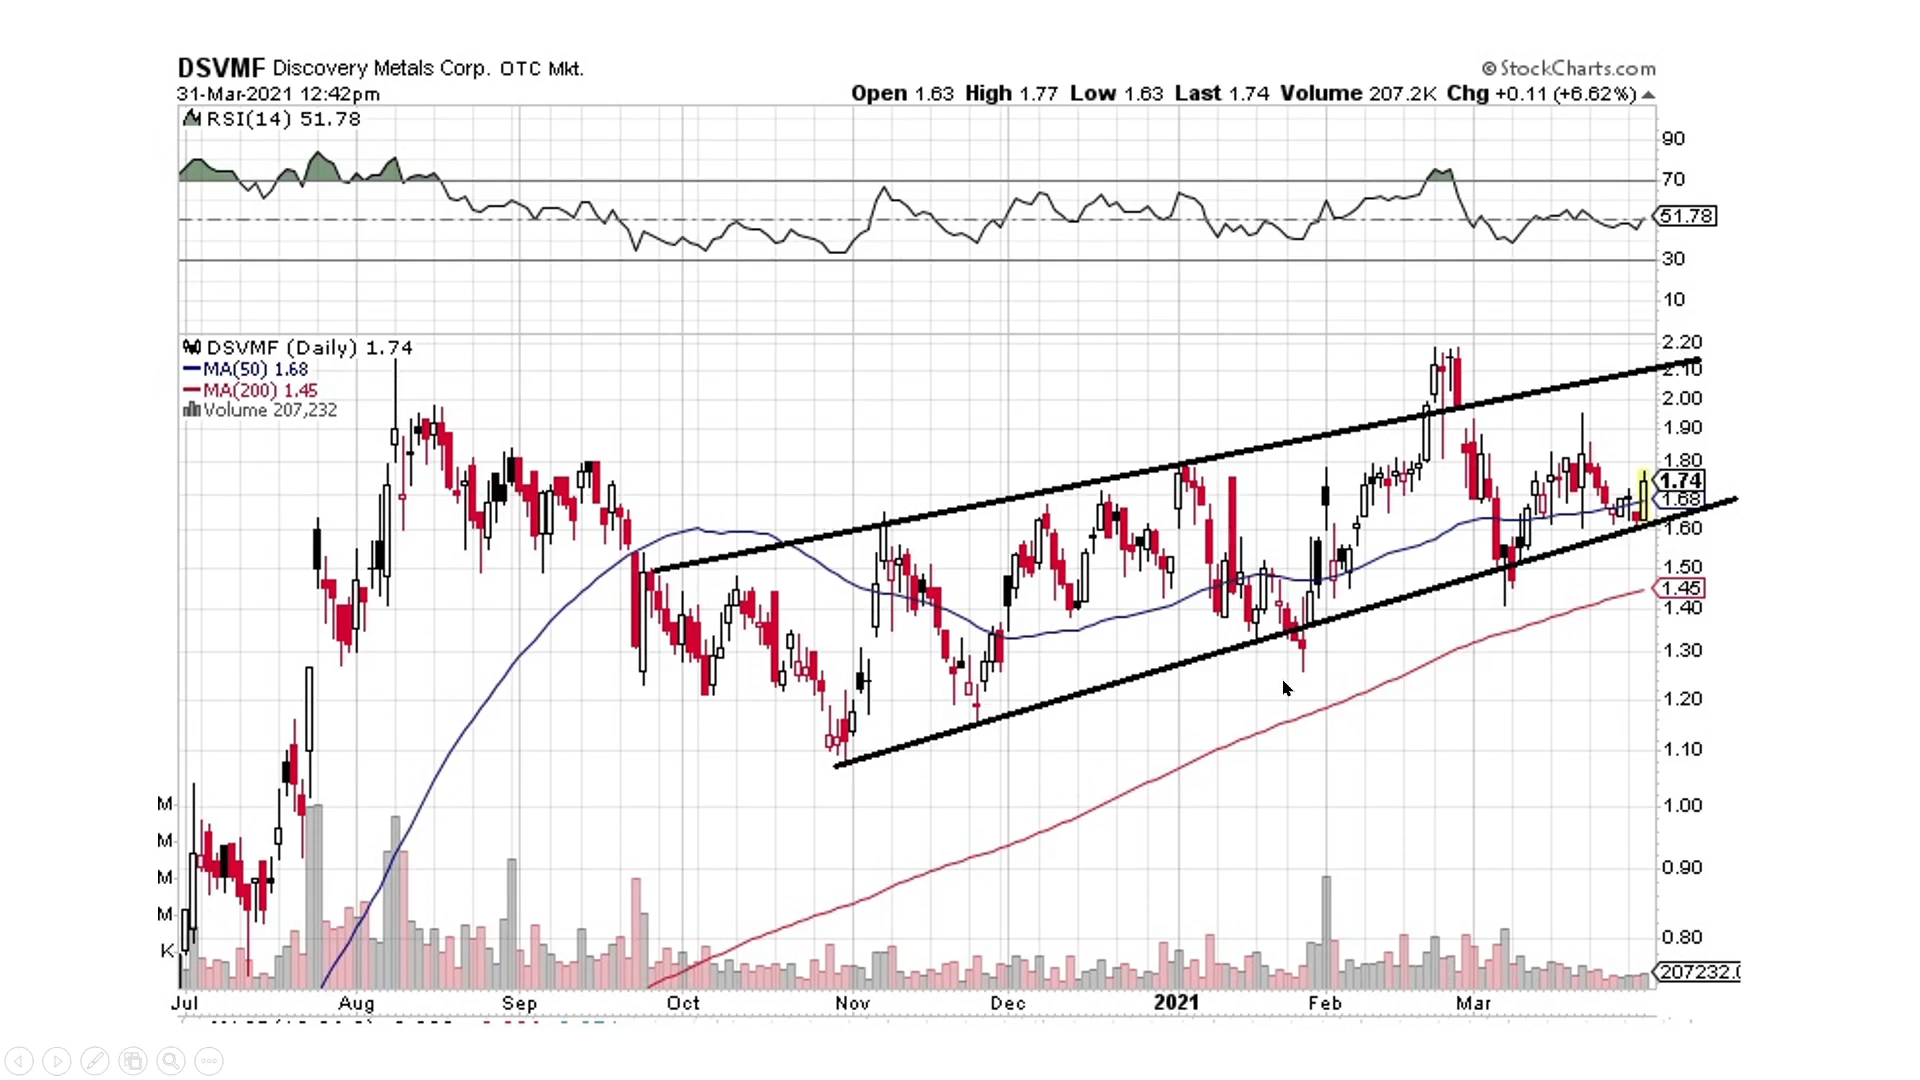 DSVMF Discovery Metals Corp. OTC Mkt.
© StockCharts.com
31-Mar-2021 12:42pm
Open 1.63 High 1.77 Low 1.63 Last 1.74 Volume 207.2K Chg +0.11 (+6.62%)
RSI(14) 51.78
90
70
51.78
30
10
DSVMF (Daily) 1.74
MA(50) 1.68
MA(200) 1.45
Volume 207,232
2.20
2.10
2.00
1.90
1.80
1.74
1.68
1.60
1.50
1.45
1.40
1.30
1.20
1.10
1.00
0.90
0.80
M
M
M
M
K
207232.0
Jul Aug Sep Oct Nov Dec 2021 Feb Mar